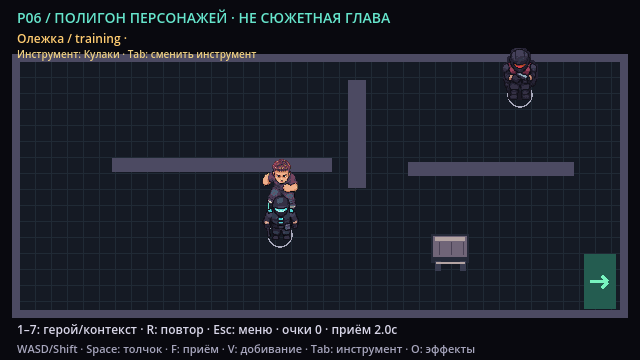 P06 / ПОЛИГОН ПЕРСОНАЖЕЙ · НЕ СЮЖЕТНАЯ ГЛАВА
Олежка / training ·
Инструмент: Кулаки · Tab: сменить инструмент
1–7: герой/контекст · R: повтор · Esc: меню · очки 0 · приём 2.0с
WASD/Shift · Space: толчок · F: приём · V: добивание · Tab: инструмент · O: эффекты